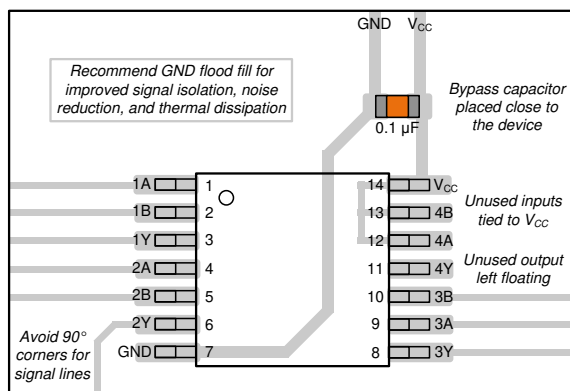 GND VCC
Recommend GND flood fill for
improved signal isolation, noise
reduction, and thermal dissipation
Bypass capacitor
placed close to
the device
0.1 µF
1A 1 14 VCC
1B 2 13 4B
1Y 3 12 4A
2A 4 11 4Y
2B 5 10 3B
2Y 6 9 3A
GND 7 8 3Y
Unused inputs
tied to VCC
Unused output
left floating
Avoid 90°
corners for
signal lines